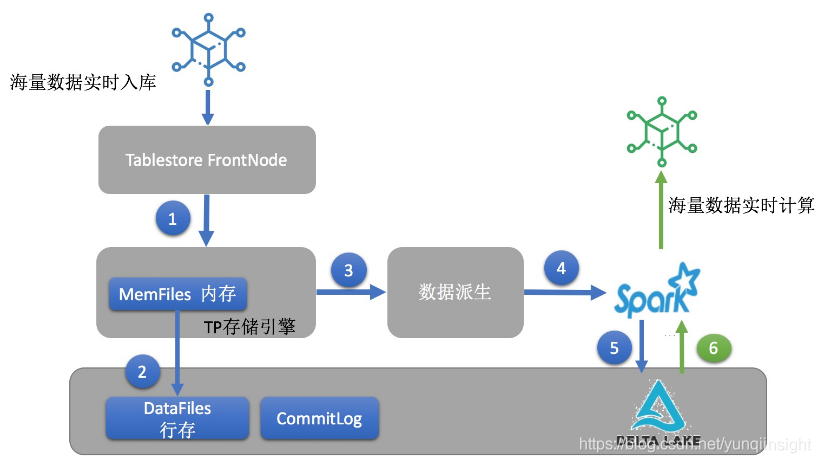 海量数据实时入库
Tablestore FrontNode
1
MemFiles 内存
TP存储引擎
3
数据派生
4
海量数据实时计算
Spark
...
5
6
2
DataFiles
行存
CommitLog
DELTA LAKE
https://blog.csdn.net/yunqiinsight